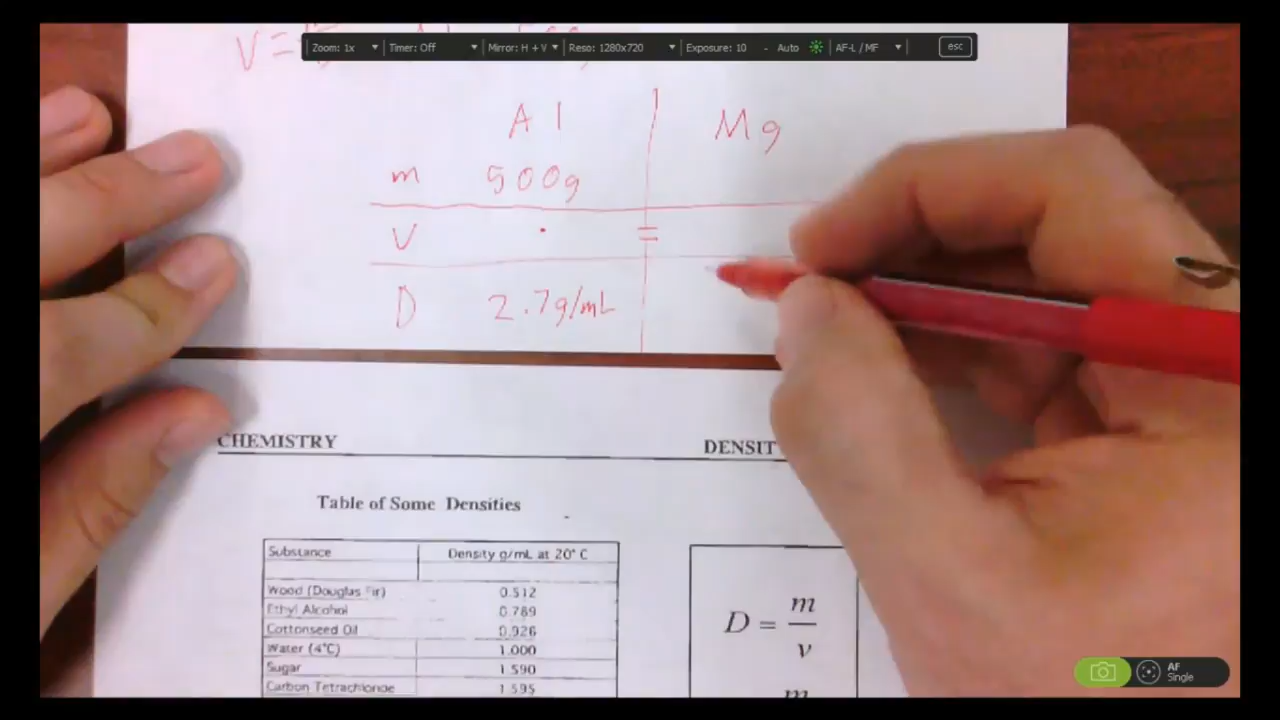 Zoom: 1x Timer: Off Mirror: H + V Reso: 1280x720 Exposure: 10 - Auto AF-L / MF esc
V =
Al Mg
m 500g
V =
D 2.7g/mL
CHEMISTRY DENSIT
Table of Some Densities
Substance Density g/mL at 20° C
Wood (Douglas Fir) 0.512
Ethyl Alcohol 0.789
Cottonseed Oil 0.926
Water (4°C) 1.000
Sugar 1.590
Carbon Tetrachloride 1.595
D = m
v
m
AF
Single